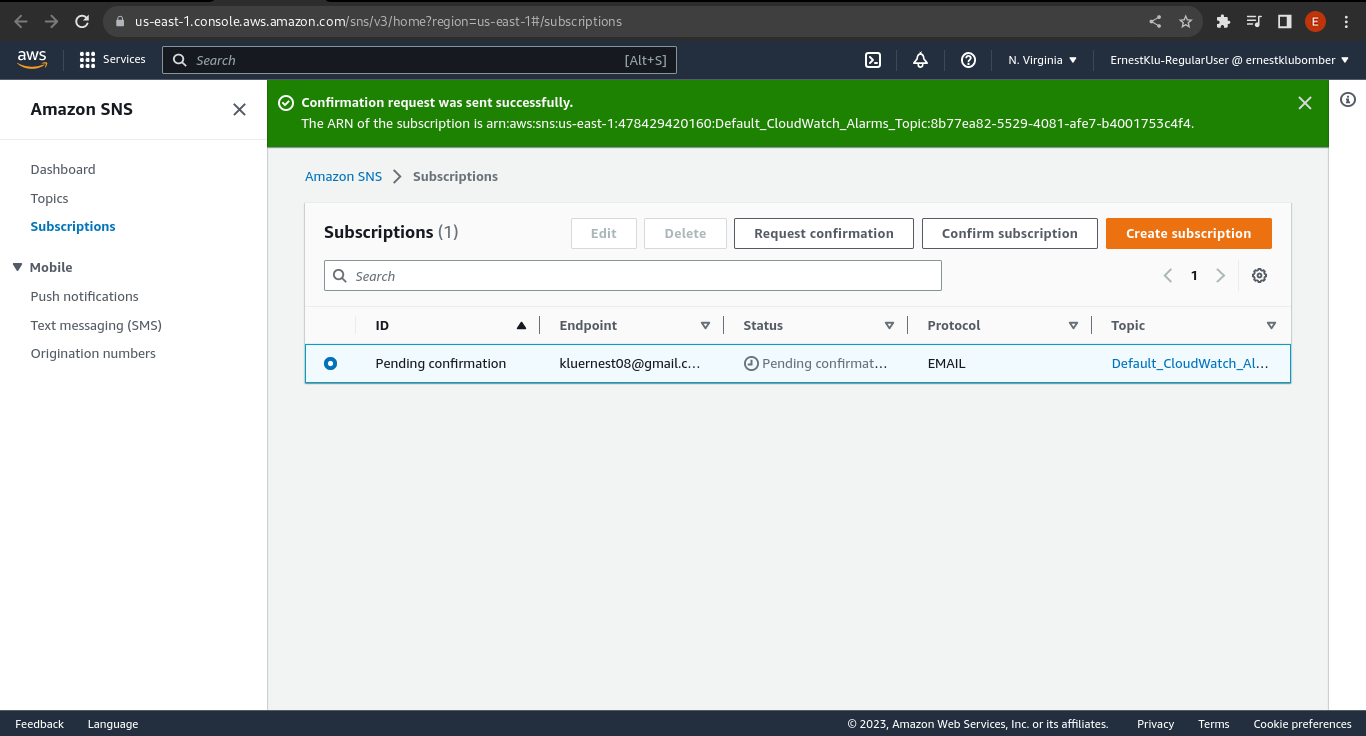 us-east-1.console.aws.amazon.com/sns/v3/home?region=us-east-1#/subscriptions
E
aws
Services
Search
[Alt+S]
N. Virginia
ErnestKlu-RegularUser @ ernestklubomber
Amazon SNS
Confirmation request was sent successfully.
The ARN of the subscription is arn:aws:sns:us-east-1:478429420160:Default_CloudWatch_Alarms_Topic:8b77ea82-5529-4081-afe7-b4001753c4f4.
Dashboard
Topics
Subscriptions
Mobile
Push notifications
Text messaging (SMS)
Origination numbers
Amazon SNS
Subscriptions
Subscriptions (1)
Edit
Delete
Request confirmation
Confirm subscription
Create subscription
Search
1
ID
Endpoint
Status
Protocol
Topic
Pending confirmation
kluernest08@gmail.c...
Pending confirmat...
EMAIL
Default_CloudWatch_Al...
Feedback
Language
© 2023, Amazon Web Services, Inc. or its affiliates.
Privacy
Terms
Cookie preferences